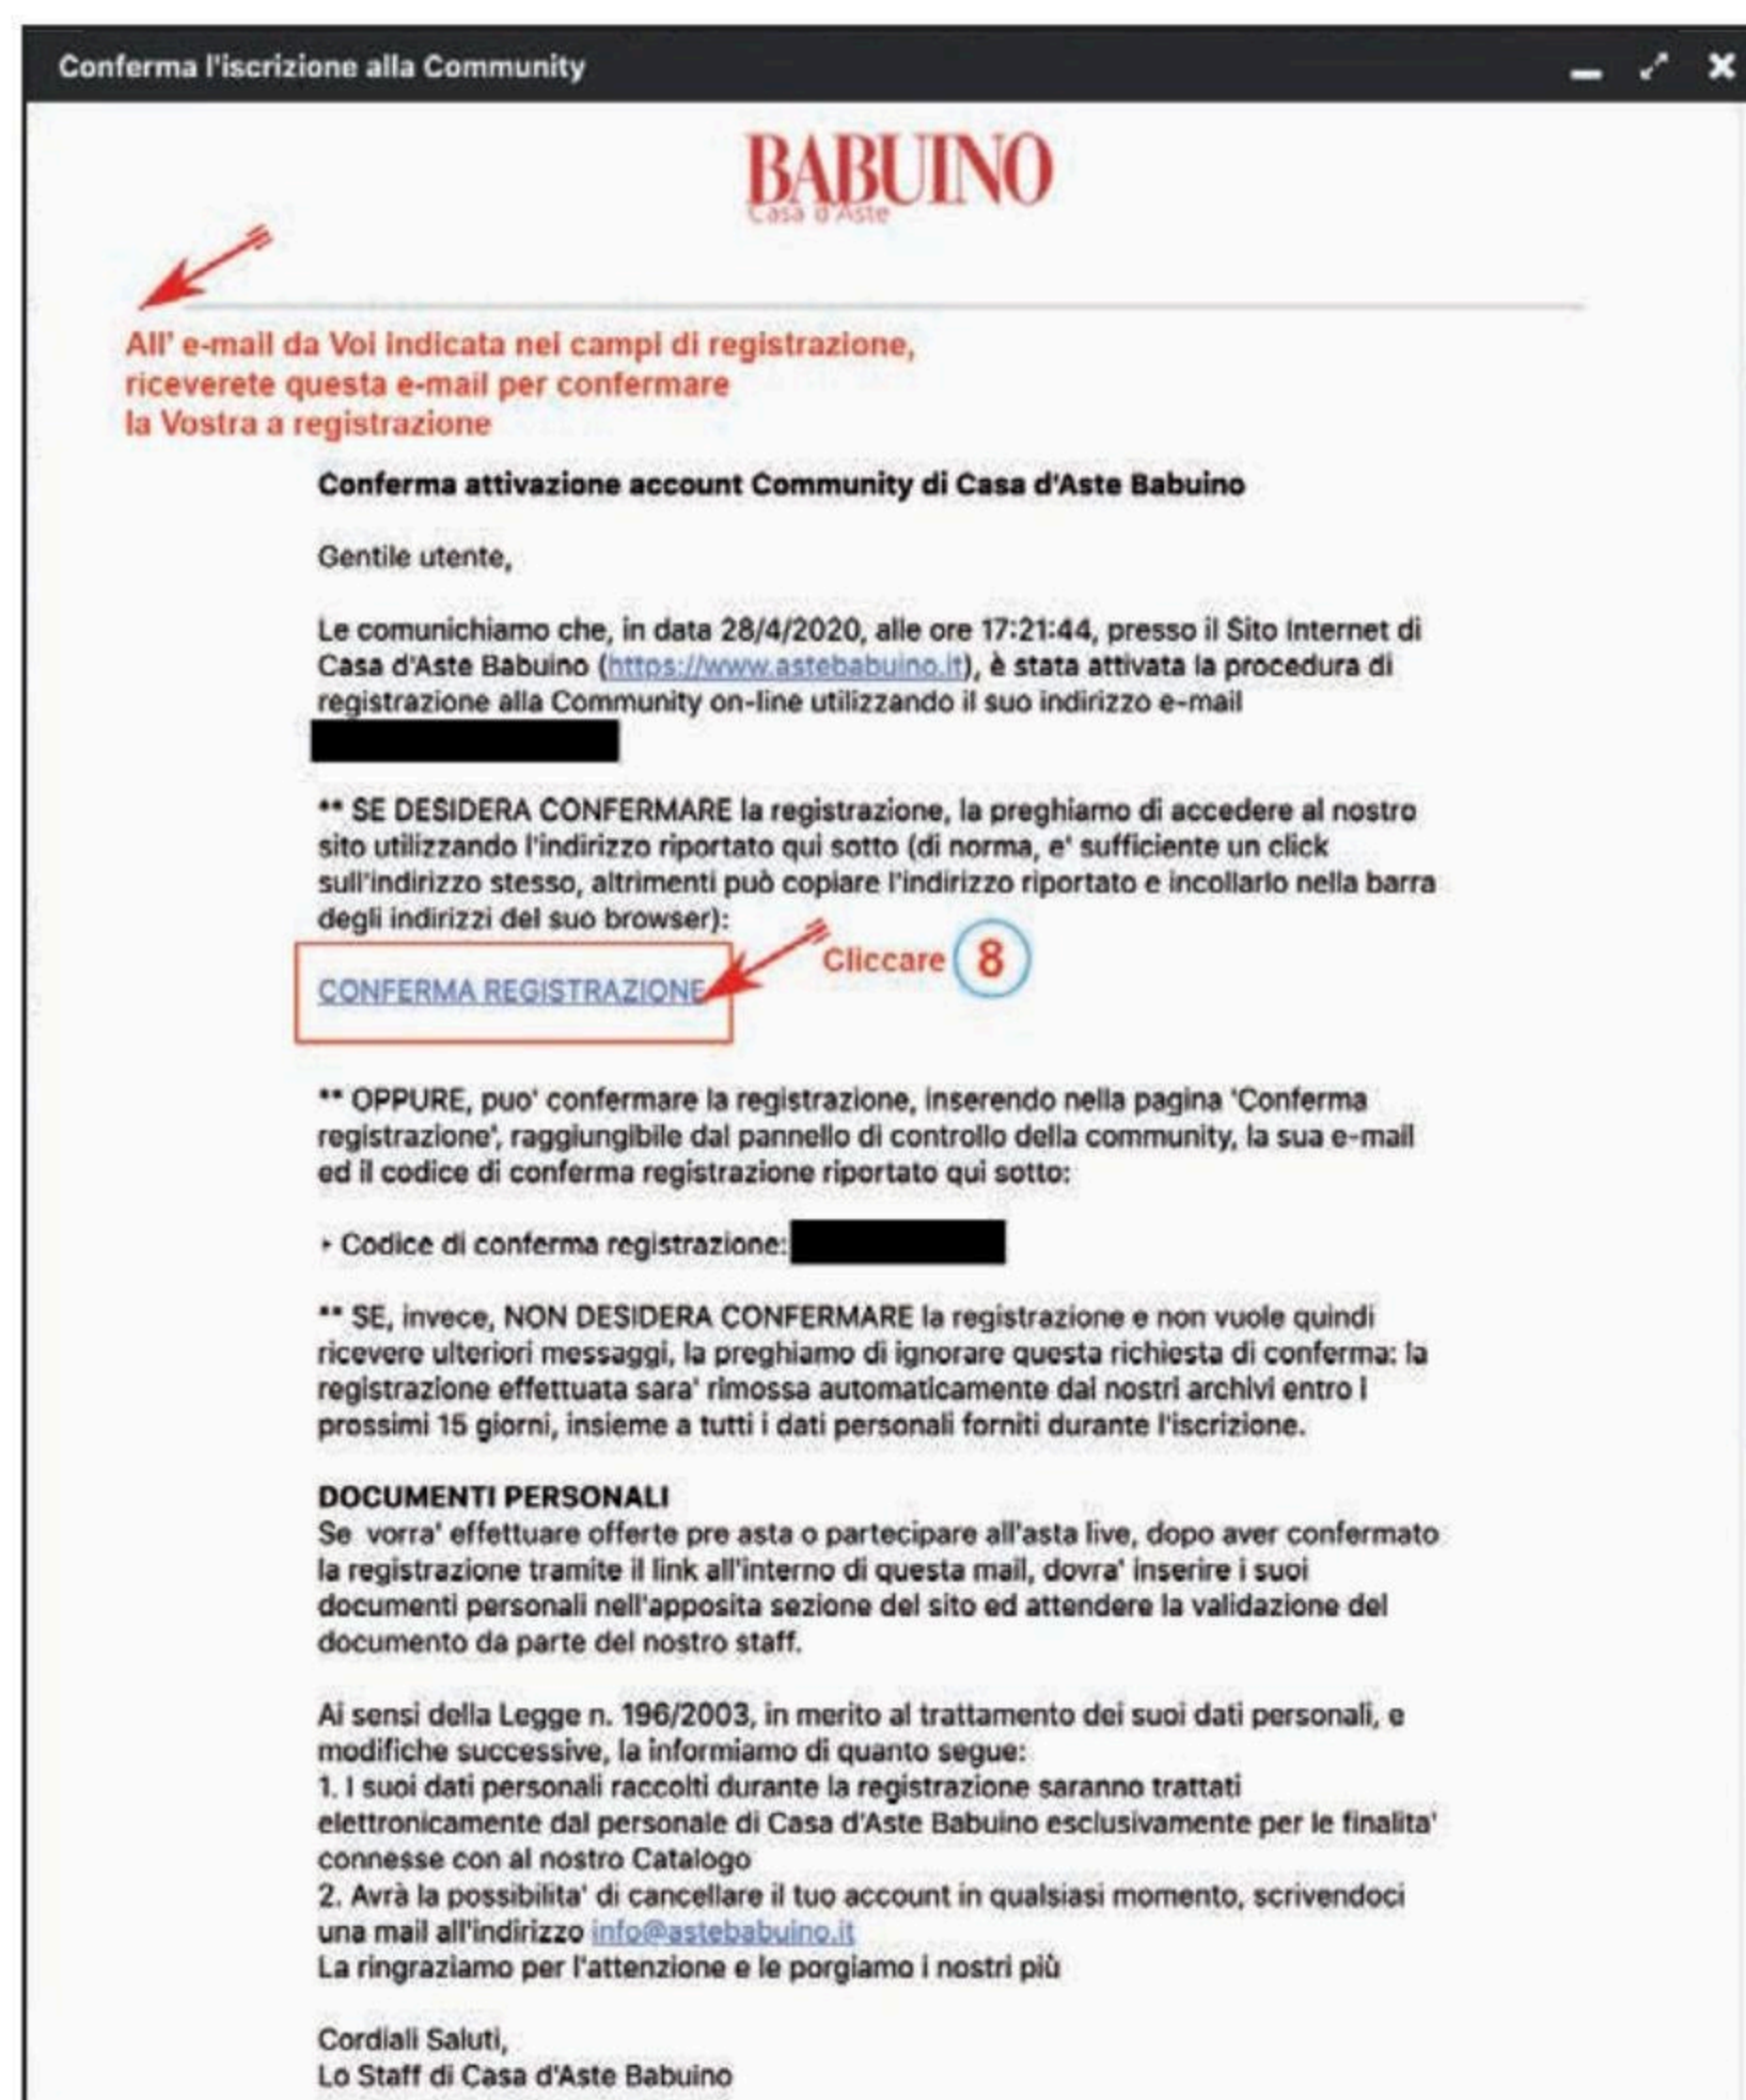 Conferma l'iscrizione alla Community
BABUINO
Casa d'Aste
All' e-mail da Voi indicata nei campi di registrazione,
riceverete questa e-mail per confermare
la Vostra a registrazione
Conferma attivazione account Community di Casa d'Aste Babuino
Gentile utente,
Le comunichiamo che, in data 28/4/2020, alle ore 17:21:44, presso il Sito Internet di
Casa d'Aste Babuino (https://www.astebabuino.it), è stata attivata la procedura di
registrazione alla Community on-line utilizzando il suo indirizzo e-mail
** SE DESIDERA CONFERMARE la registrazione, la preghiamo di accedere al nostro
sito utilizzando l'indirizzo riportato qui sotto (di norma, e' sufficiente un click
sull'indirizzo stesso, altrimenti può copiare l'indirizzo riportato e incollarlo nella barra
degli indirizzi del suo browser):
Cliccare 8
CONFERMA REGISTRAZIONE
** OPPURE, puo' confermare la registrazione, inserendo nella pagina 'Conferma
registrazione', raggiungibile dal pannello di controllo della community, la sua e-mail
ed il codice di conferma registrazione riportato qui sotto:
‣ Codice di conferma registrazione:
** SE, invece, NON DESIDERA CONFERMARE la registrazione e non vuole quindi
ricevere ulteriori messaggi, la preghiamo di ignorare questa richiesta di conferma: la
registrazione effettuata sara' rimossa automaticamente dai nostri archivi entro i
prossimi 15 giorni, insieme a tutti i dati personali forniti durante l'iscrizione.
DOCUMENTI PERSONALI
Se vorra' effettuare offerte pre asta o partecipare all'asta live, dopo aver confermato
la registrazione tramite il link all'interno di questa mail, dovra' inserire i suoi
documenti personali nell'apposita sezione del sito ed attendere la validazione del
documento da parte del nostro staff.
Ai sensi della Legge n. 196/2003, in merito al trattamento dei suoi dati personali, e
modifiche successive, la informiamo di quanto segue:
1. I suoi dati personali raccolti durante la registrazione saranno trattati
elettronicamente dal personale di Casa d'Aste Babuino esclusivamente per le finalita'
connesse con al nostro Catalogo
2. Avrà la possibilita' di cancellare il tuo account in qualsiasi momento, scrivendoci
una mail all'indirizzo info@astebabuino.it
La ringraziamo per l'attenzione e le porgiamo i nostri più
Cordiali Saluti,
Lo Staff di Casa d'Aste Babuino